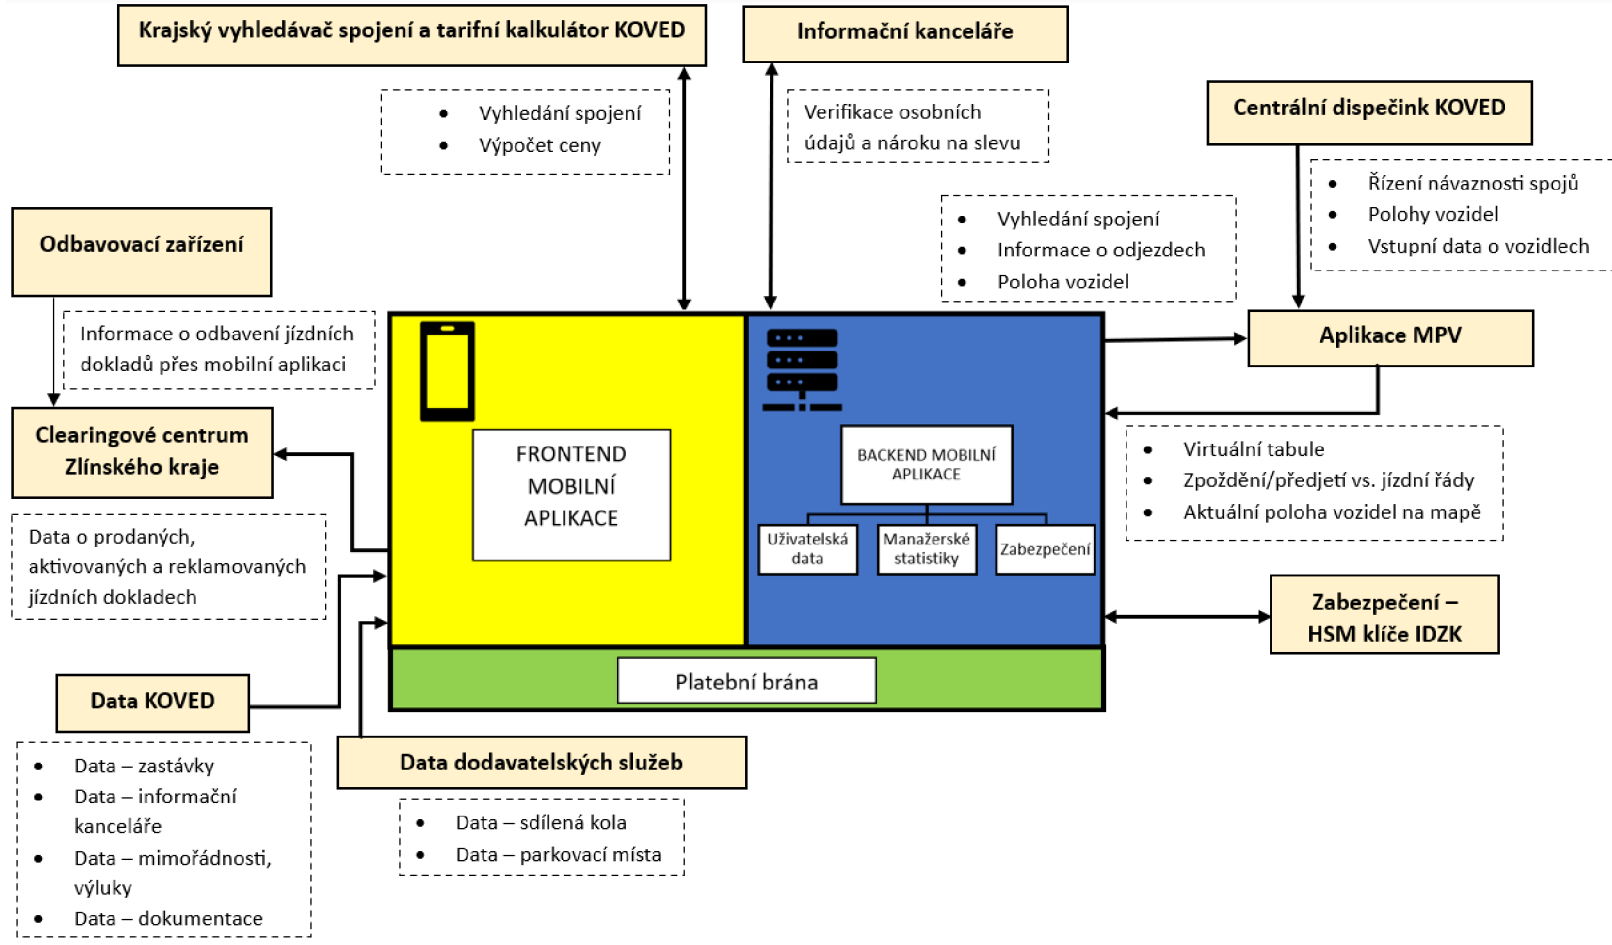 Krajský vyhledávač spojení a tarifní kalkulátor KOVED
Informační kanceláře
Vyhledání spojení
Výpočet ceny
Verifikace osobních
údajů a nároku na slevu
Centrální dispečink KOVED
Řízení návaznosti spojů
Polohy vozidel
Vstupní data o vozidlech
Vyhledání spojení
Informace o odjezdech
Poloha vozidel
Odbavovací zařízení
Informace o odbavení jízdních
dokladů přes mobilní aplikaci
Aplikace MPV
Clearingové centrum
Zlínského kraje
FRONTEND
MOBILNÍ
APLIKACE
BACKEND MOBILNÍ
APLIKACE
Uživatelská
data
Manažerské
statistiky
Zabezpečení
Virtuální tabule
Zpoždění/předjetí vs. jízdní řády
Aktuální poloha vozidel na mapě
Data o prodaných,
aktivovaných a reklamovaných
jízdních dokladech
Zabezpečení –
HSM klíče IDZK
Platební brána
Data KOVED
Data – zastávky
Data – informační
kanceláře
Data – mimořádnosti,
výluky
Data – dokumentace
Data dodavatelských služeb
Data – sdílená kola
Data – parkovací místa